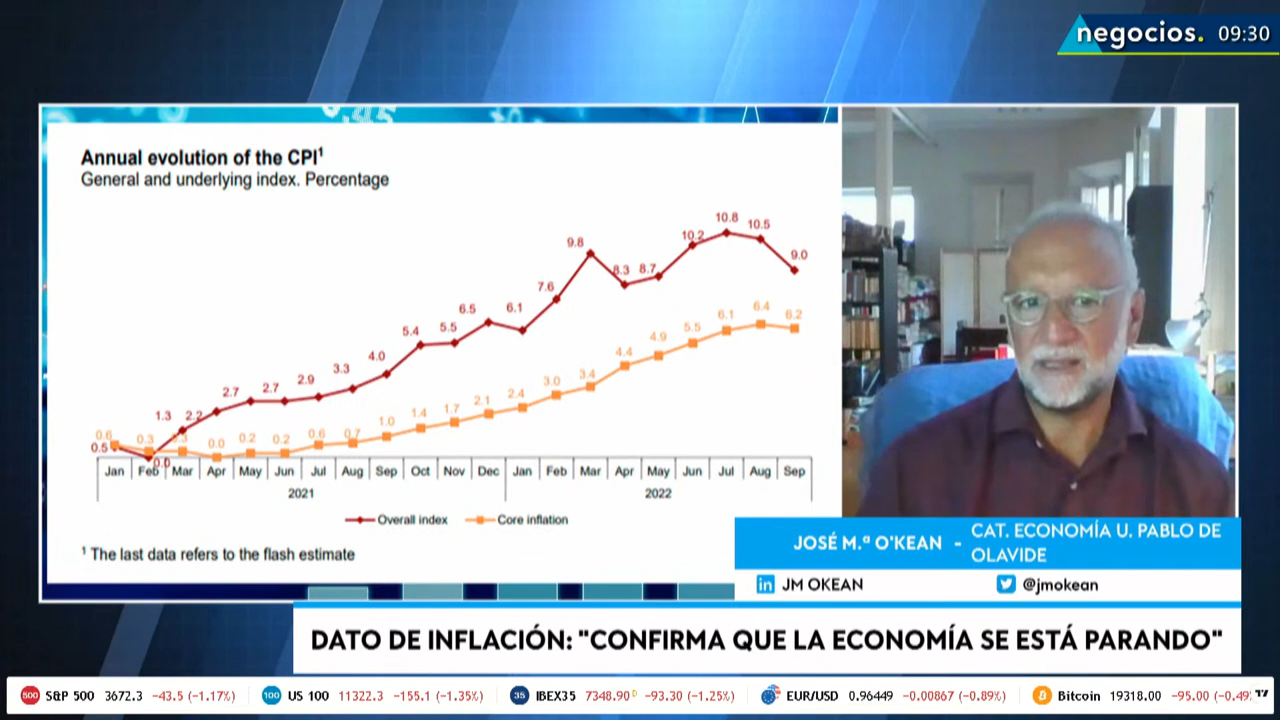 negocios. 09:30
Annual evolution of the CPI¹
General and underlying index. Percentage
0.5 0.0 1.3 2.2 2.7 2.7 2.9 3.3 4.0 5.4 5.5 6.5 6.1 7.6 9.8 8.3 8.7 10.2 10.8 10.5 9.0
0.6 0.3 0.3 0.0 0.2 0.2 0.6 0.7 1.0 1.4 1.7 2.1 2.4 3.0 3.4 4.4 4.9 5.5 6.1 6.4 6.2
Jan Feb Mar Apr May Jun Jul Aug Sep Oct Nov Dec Jan Feb Mar Apr May Jun Jul Aug Sep
2021 2022
Overall index Core inflation
¹ The last data refers to the flash estimate
JOSÉ M.ª O'KEAN - CAT. ECONOMÍA U. PABLO DE
OLAVIDE
in JM OKEAN @jmokean
DATO DE INFLACIÓN: "CONFIRMA QUE LA ECONOMÍA SE ESTÁ PARANDO"
500 S&P 500 3672.3 −43.5 (−1.17%) 100 US 100 11322.3 −155.1 (−1.35%) 35 IBEX35 7348.90 D −93.30 (−1.25%) EUR/USD 0.96449 −0.00867 (−0.89%) Bitcoin 19318.00 −95.00 (−0.49